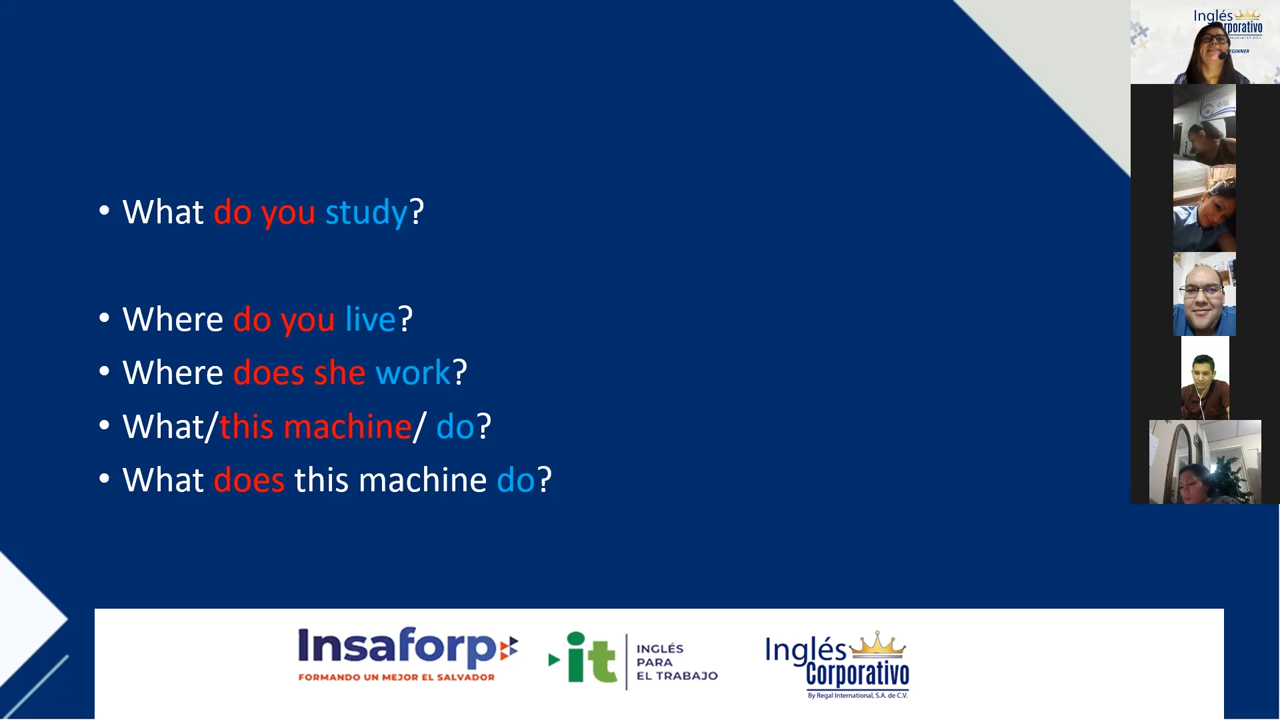 • What do you study?
• Where do you live?
• Where does she work?
• What/this machine/ do?
• What does this machine do?
Insaforp
FORMANDO UN MEJOR EL SALVADOR
it
INGLÉS
PARA
EL TRABAJO
Inglés
Corporativo
By Regal International, S.A. de C.V.
Inglés